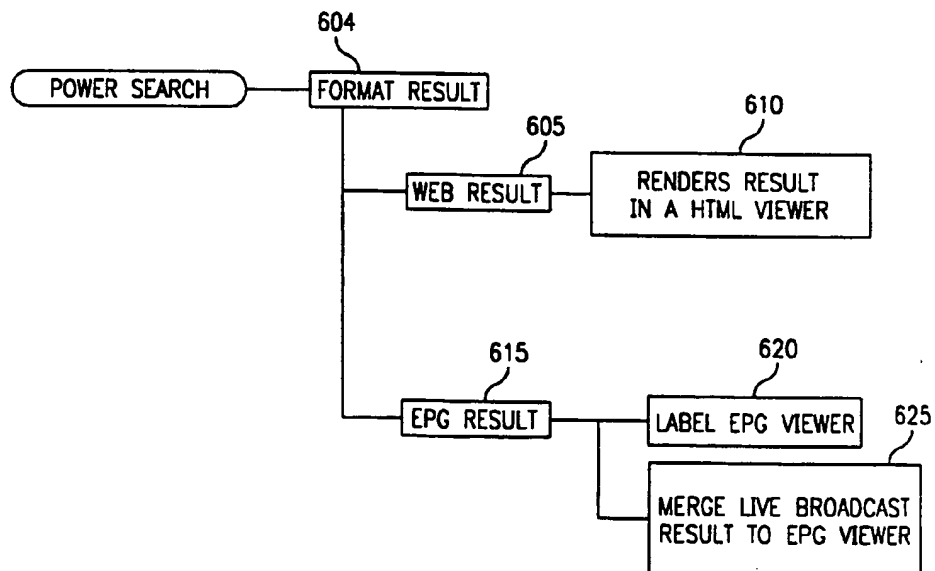 604
POWER SEARCH
FORMAT RESULT
605
610
WEB RESULT
RENDERS RESULT
IN A HTML VIEWER
615
620
EPG RESULT
LABEL EPG VIEWER
625
MERGE LIVE BROADCAST
RESULT TO EPG VIEWER